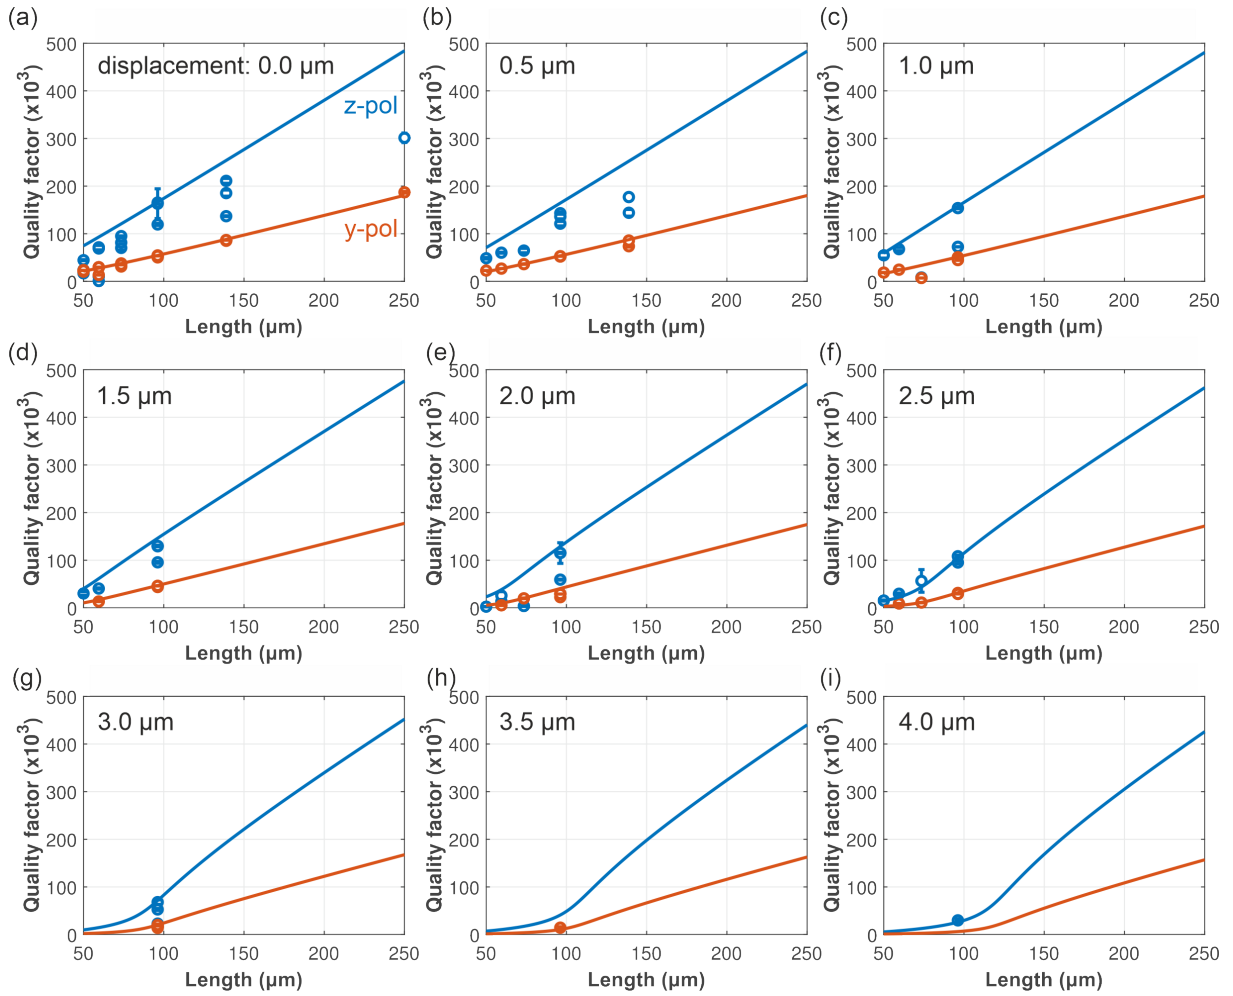 (a)
displacement: 0.0 µm
z-pol
y-pol
Quality factor (x10³)
500
400
300
200
100
0
50
100
150
200
250
Length (µm)
(b)
0.5 µm
Quality factor (x10³)
500
400
300
200
100
0
50
100
150
200
250
Length (µm)
(c)
1.0 µm
Quality factor (x10³)
500
400
300
200
100
0
50
100
150
200
250
Length (µm)
(d)
1.5 µm
Quality factor (x10³)
500
400
300
200
100
0
50
100
150
200
250
Length (µm)
(e)
2.0 µm
Quality factor (x10³)
500
400
300
200
100
0
50
100
150
200
250
Length (µm)
(f)
2.5 µm
Quality factor (x10³)
500
400
300
200
100
0
50
100
150
200
250
Length (µm)
(g)
3.0 µm
Quality factor (x10³)
500
400
300
200
100
0
50
100
150
200
250
Length (µm)
(h)
3.5 µm
Quality factor (x10³)
500
400
300
200
100
0
50
100
150
200
250
Length (µm)
(i)
4.0 µm
Quality factor (x10³)
500
400
300
200
100
0
50
100
150
200
250
Length (µm)